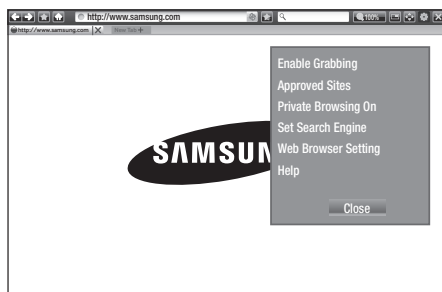 http://www.samsung.com
100%
http://www.samsung.com
New Tab
Enable Grabbing
Approved Sites
Private Browsing On
Set Search Engine
Web Browser Setting
Help
Close
SAMSUN